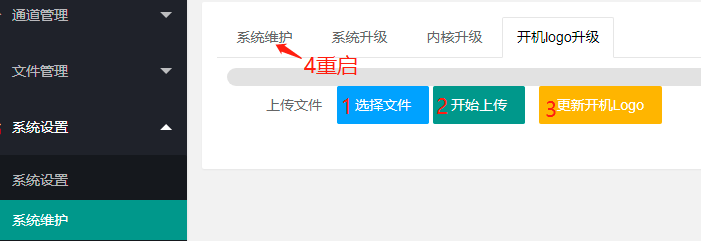 通道管理
文件管理
系统设置
系统设置
系统维护
系统维护 系统升级 内核升级 开机logo升级
4重启
上传文件 1 选择文件 2 开始上传 3 更新开机Logo